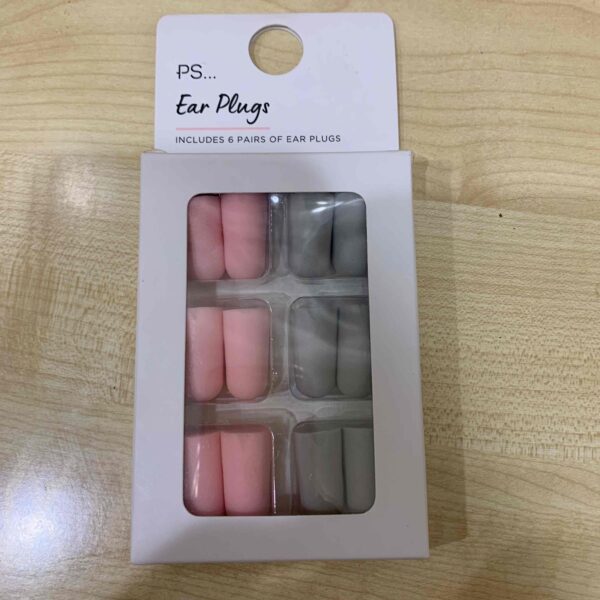 PS...
Ear Plugs
INCLUDES 6 PAIRS OF EAR PLUGS